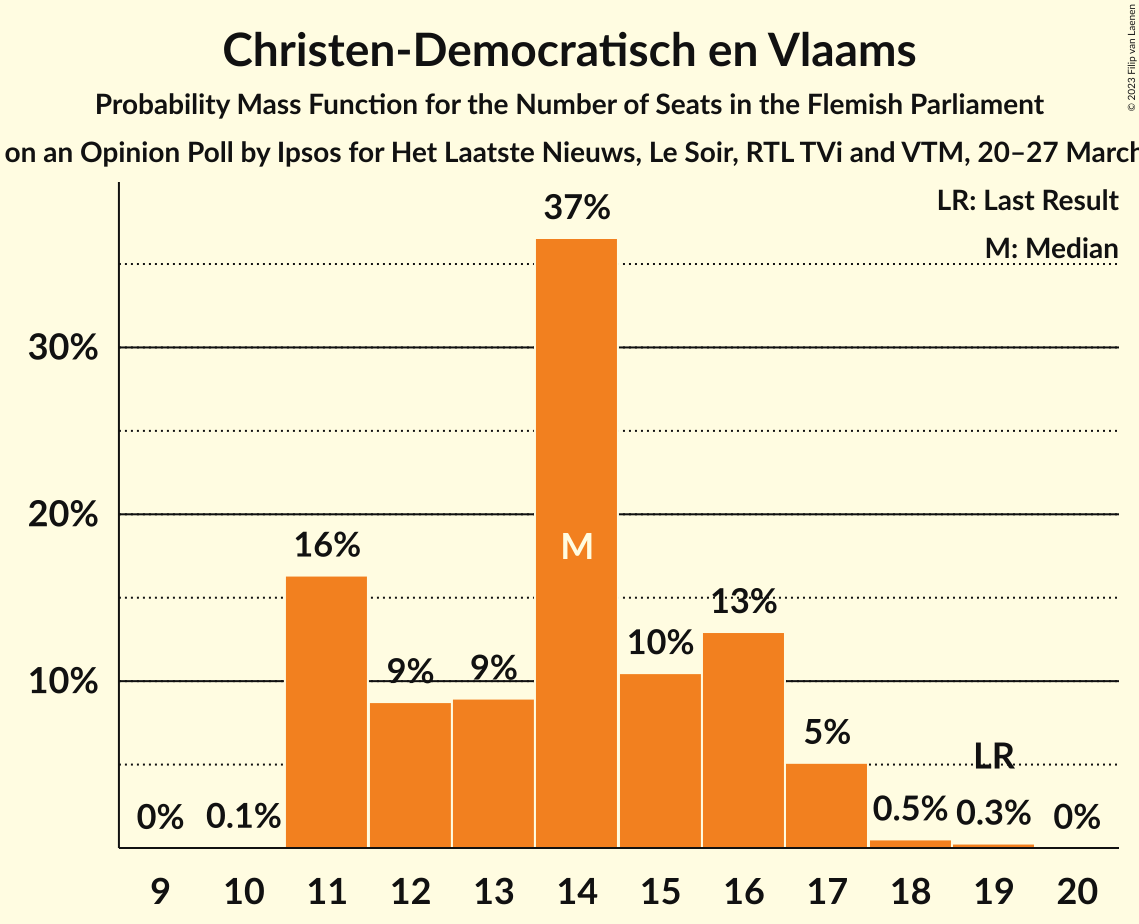 Christen-Democratisch en Vlaams
Probability Mass Function for the Number of Seats in the Flemish Parliament
on an Opinion Poll by Ipsos for Het Laatste Nieuws, Le Soir, RTL TVi and VTM, 20–27 March
© 2023 Filip van Laenen
LR: Last Result
M: Median
37%
30%
20%
16%
M
13%
10%
9%
9%
10%
5%
LR
0%
0.1%
0.5%
0.3%
0%
9 10 11 12 13 14 15 16 17 18 19 20